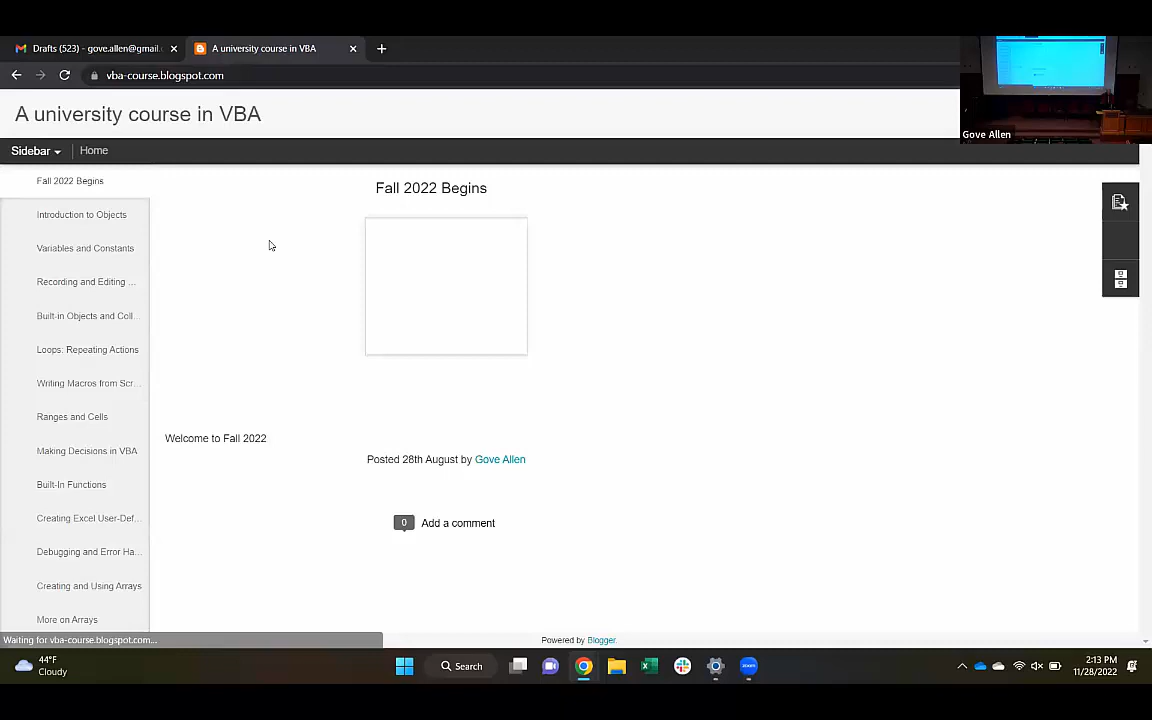 Drafts (523) - gove.allen@gmail.
A university course in VBA
vba-course.blogspot.com
Gove Allen
A university course in VBA
Sidebar
Home
Fall 2022 Begins
Introduction to Objects
Variables and Constants
Recording and Editing ...
Built-in Objects and Coll...
Loops: Repeating Actions
Writing Macros from Scr...
Ranges and Cells
Making Decisions in VBA
Built-In Functions
Creating Excel User-Def...
Debugging and Error Ha...
Creating and Using Arrays
More on Arrays
Fall 2022 Begins
Welcome to Fall 2022
Posted 28th August by Gove Allen
0 Add a comment
Waiting for vba-course.blogspot.com...
Powered by Blogger.
44°F
Cloudy
Search
zoom
2:13 PM
11/28/2022